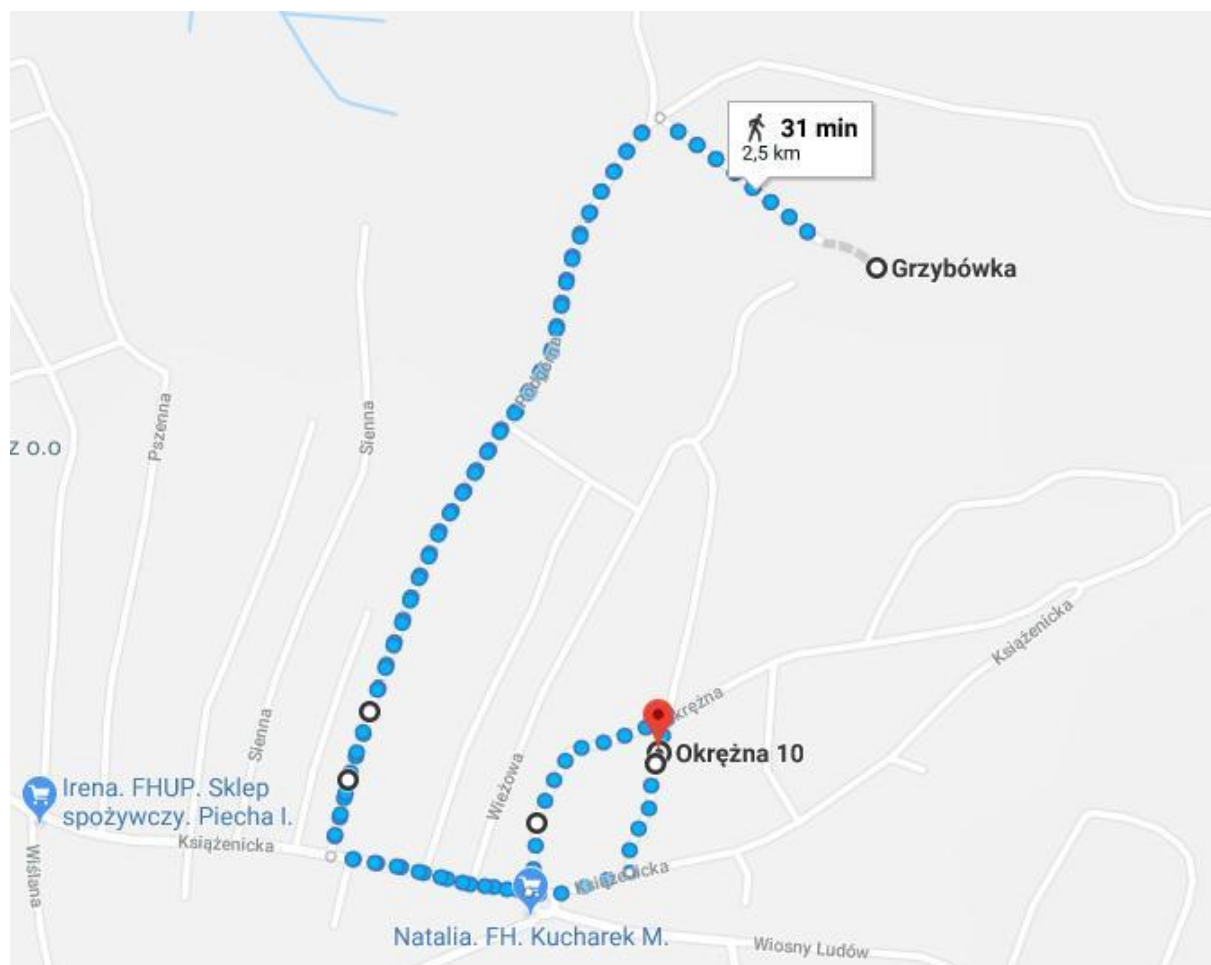 31 min
2,5 km
Grzybówka
Podgórna
Pszenna
Sienna
z o.o
Książenicka
Okrężna
Okrężna 10
Sienna
Wieżowa
Irena. FHUP. Sklep
spożywczy. Piecha I.
Książenicka
Wiślana
Książenicka
Natalia. FH. Kucharek M.
Wiosny Ludów